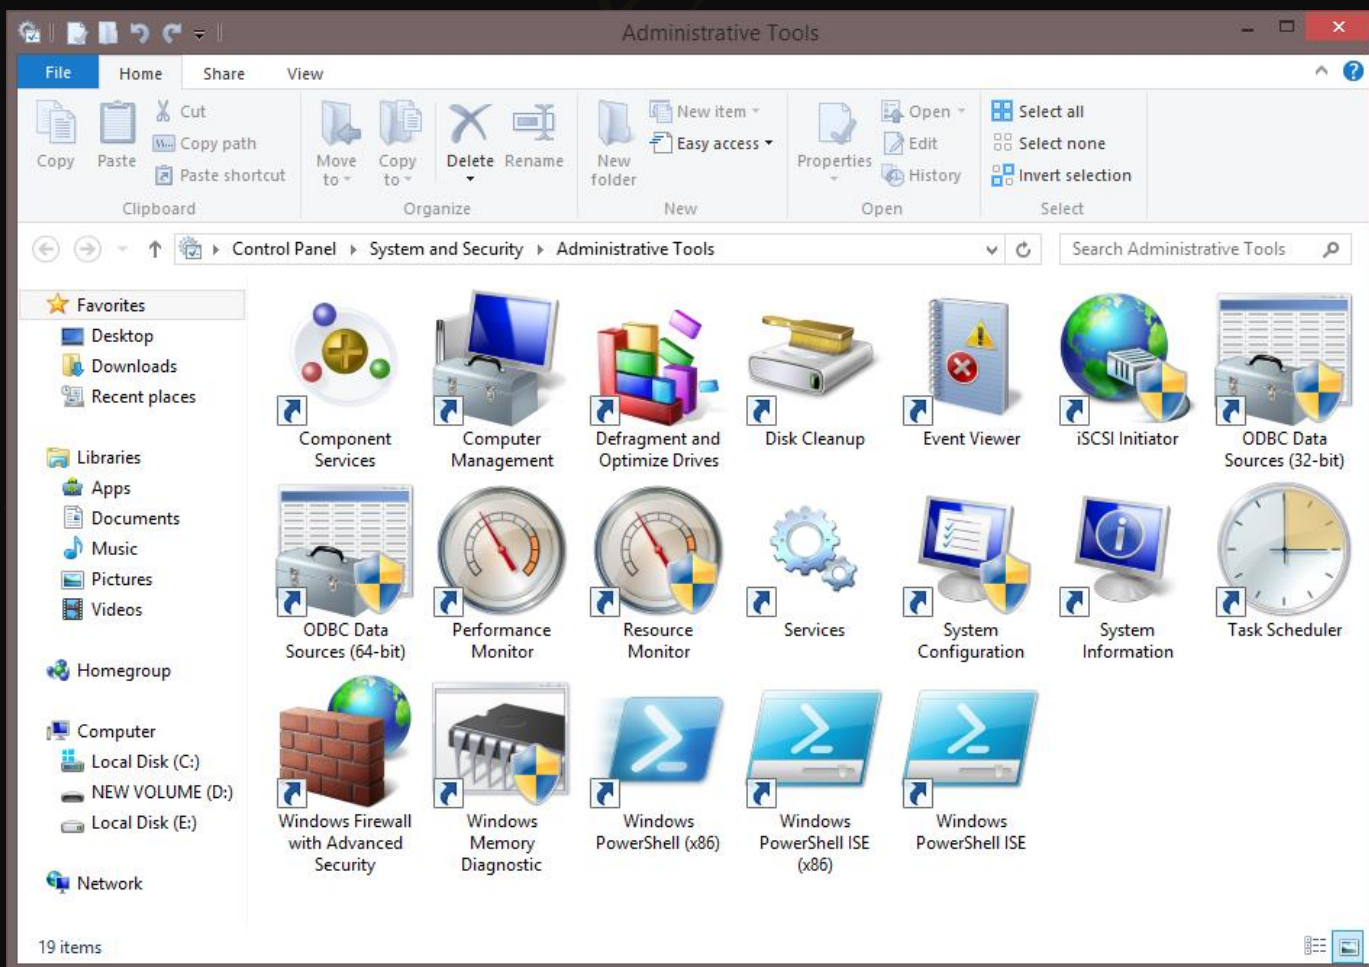 Administrative Tools
File
Home
Share
View
Copy
Paste
Cut
Copy path
Paste shortcut
Clipboard
Move
to
Copy
to
Delete
Rename
Organize
New
folder
New item
Easy access
New
Properties
Open
Edit
History
Open
Select all
Select none
Invert selection
Select
Control Panel
System and Security
Administrative Tools
Search Administrative Tools
Favorites
Desktop
Downloads
Recent places
Libraries
Apps
Documents
Music
Pictures
Videos
Homegroup
Computer
Local Disk (C:)
NEW VOLUME (D:)
Local Disk (E:)
Network
Component
Services
Computer
Management
Defragment and
Optimize Drives
Disk Cleanup
Event Viewer
iSCSI Initiator
ODBC Data
Sources (32-bit)
ODBC Data
Sources (64-bit)
Performance
Monitor
Resource
Monitor
Services
System
Configuration
System
Information
Task Scheduler
Windows Firewall
with Advanced
Security
Windows
Memory
Diagnostic
Windows
PowerShell (x86)
Windows
PowerShell ISE
(x86)
Windows
PowerShell ISE
19 items